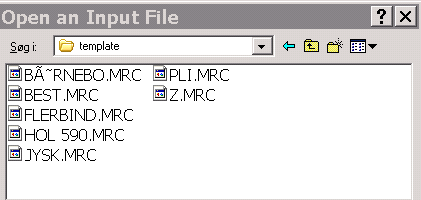 Open an Input File
Søg i: template
BÃ˜RNEBO.MRC
BEST.MRC
FLERBIND.MRC
HOL 590.MRC
JYSK.MRC
PLI.MRC
Z.MRC